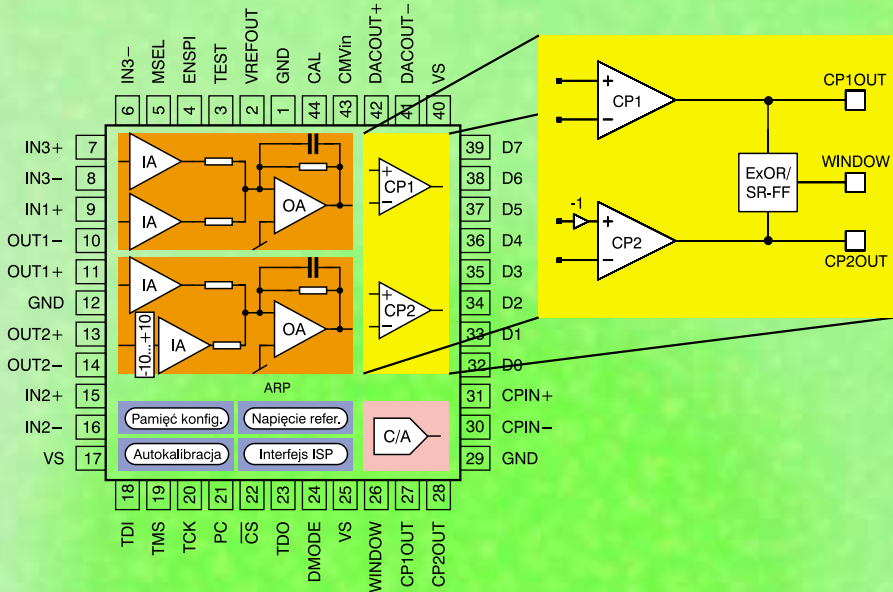 IN3−
MSEL
ENSPI
TEST
VREFOUT
GND
CAL
CMVin
DACOUT+
DACOUT−
VS
6
5
4
3
2
1
44
43
42
41
40
IN3+ 7
IN3− 8
IN1+ 9
OUT1− 10
OUT1+ 11
GND 12
OUT2+ 13
OUT2− 14
IN2+ 15
IN2− 16
VS 17
IA
IA
OA
IA
-10...+10
IA
OA
+
−
CP1
+
−
CP2
ARP
Pamięć konfig.
Napięcie refer.
Autokalibracja
Interfejs ISP
C/A
39 D7
38 D6
37 D5
36 D4
35 D3
34 D2
33 D1
32 D0
31 CPIN+
30 CPIN−
29 GND
18
19
20
21
22
23
24
25
26
27
28
TDI
TMS
TCK
PC
CS
TDO
DMODE
VS
WINDOW
CP1OUT
CP2OUT
+
−
CP1
CP1OUT
ExOR/
SR-FF
WINDOW
-1
+
−
CP2
CP2OUT